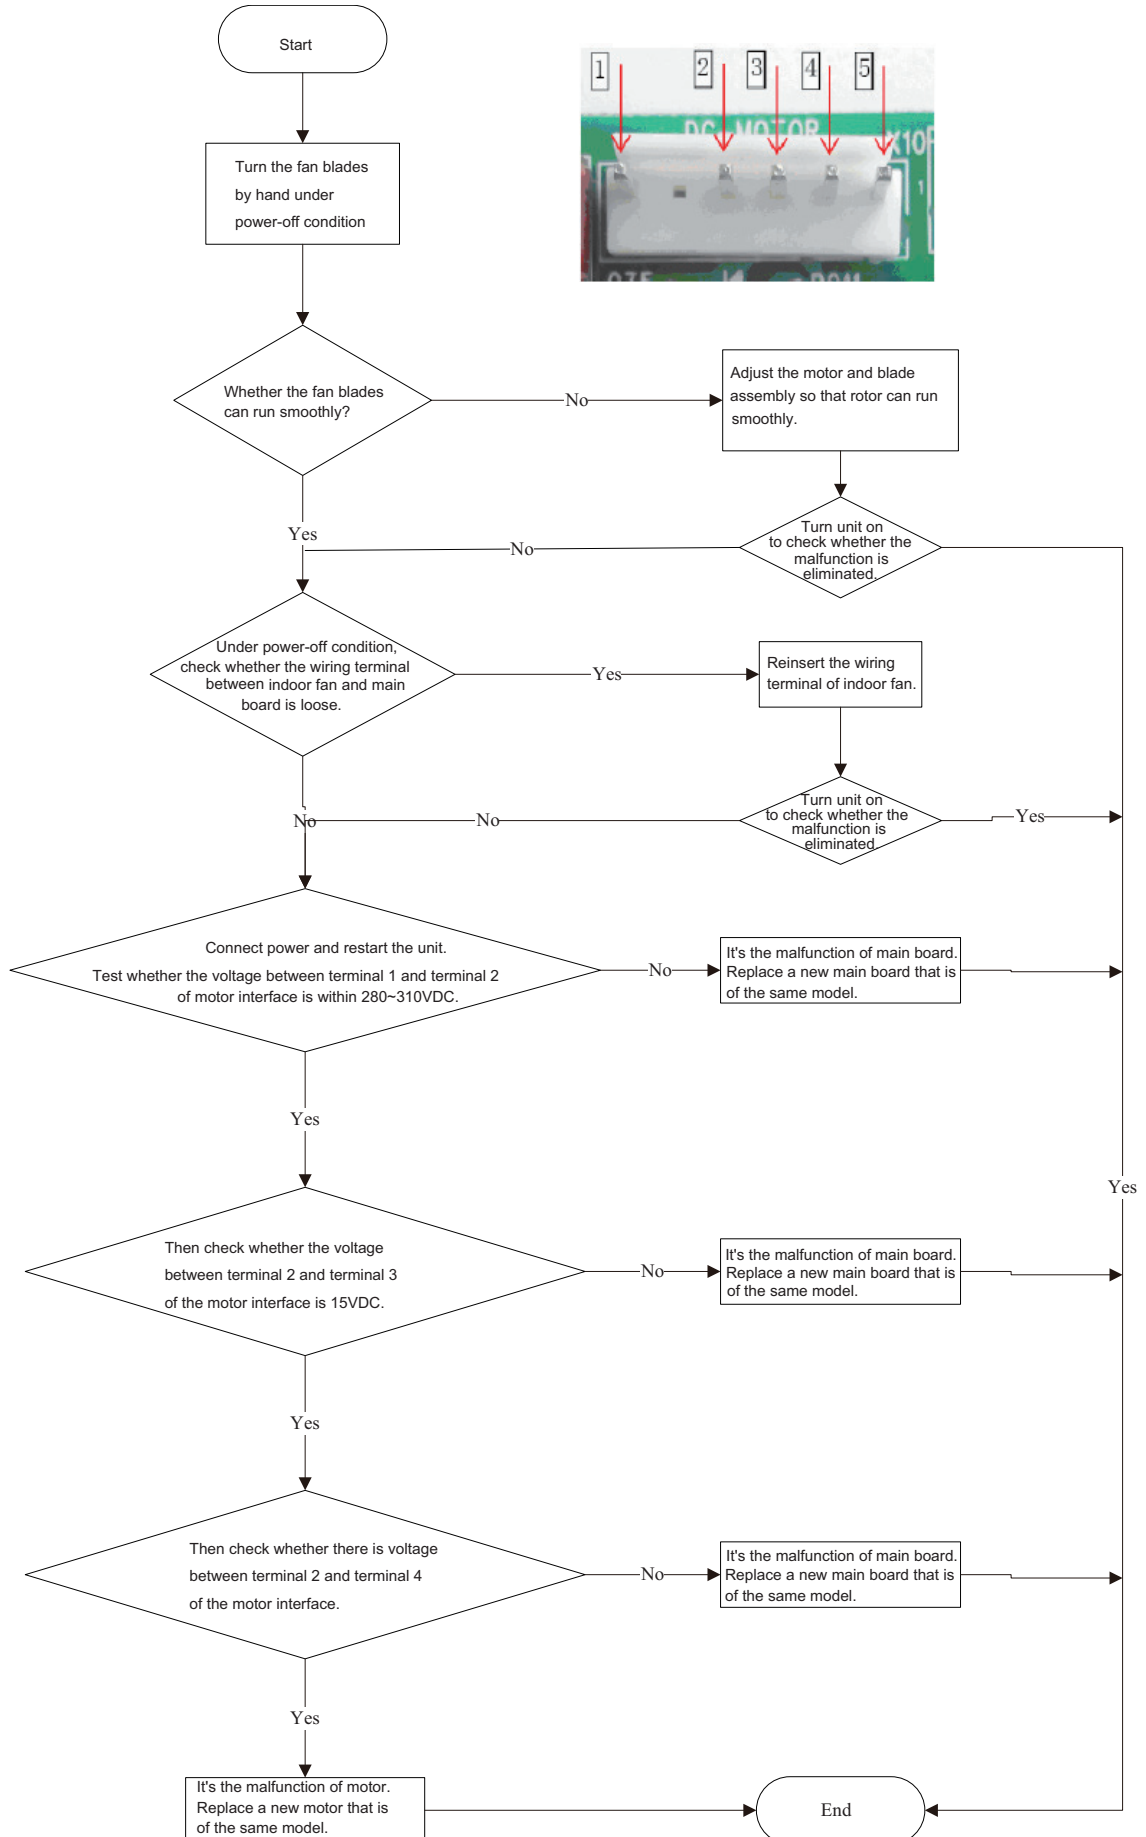 Start
1
2
3
4
5
DC MOTOR
Turn the fan blades
by hand under
power-off condition
1
Whether the fan blades
can run smoothly?
No
Adjust the motor and blade
assembly so that rotor can run
smoothly.
Yes
No
Turn unit on
to check whether the
malfunction is
eliminated.
Under power-off condition,
check whether the wiring terminal
between indoor fan and main
board is loose.
Yes
Reinsert the wiring
terminal of indoor fan.
No
No
Turn unit on
to check whether the
malfunction is
eliminated.
Yes
Connect power and restart the unit.
Test whether the voltage between terminal 1 and terminal 2
of motor interface is within 280~310VDC.
No
It's the malfunction of main board.
Replace a new main board that is
of the same model.
Yes
Yes
Then check whether the voltage
between terminal 2 and terminal 3
of the motor interface is 15VDC.
No
It's the malfunction of main board.
Replace a new main board that is
of the same model.
Yes
Then check whether there is voltage
between terminal 2 and terminal 4
of the motor interface.
No
It's the malfunction of main board.
Replace a new main board that is
of the same model.
Yes
It's the malfunction of motor.
Replace a new motor that is
of the same model.
End